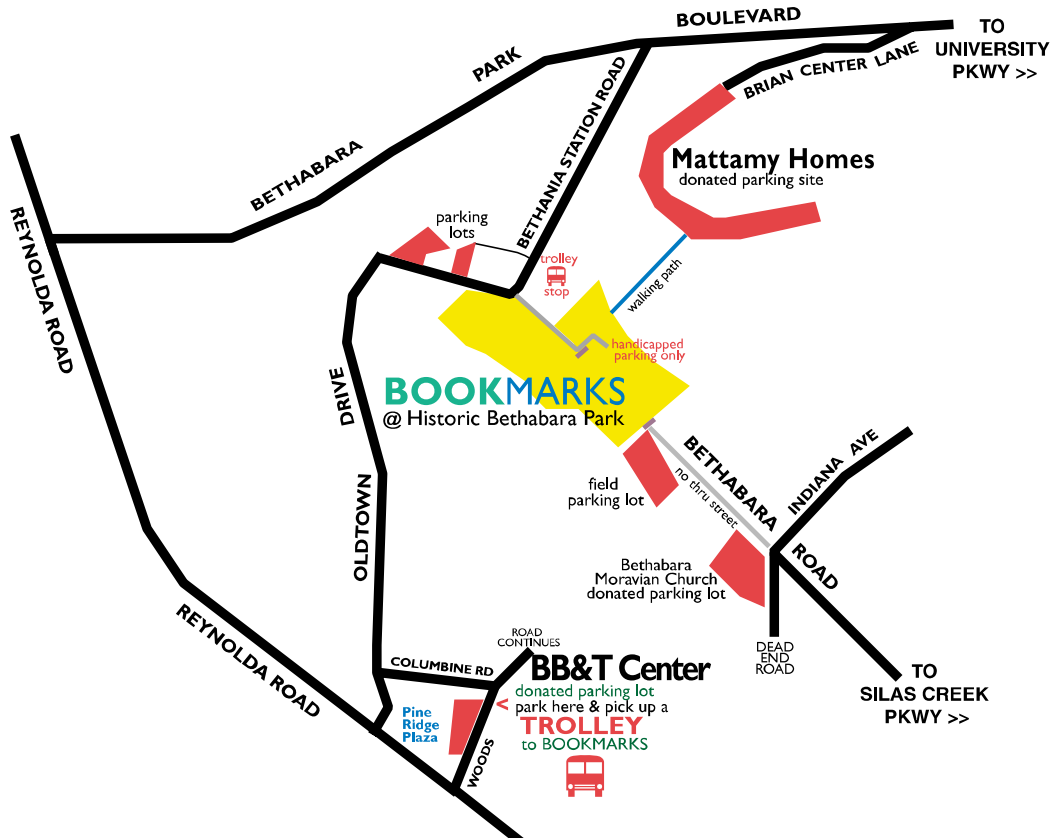 BOULEVARD
TO
UNIVERSITY
PKWY >>
PARK
BRIAN CENTER LANE
BETHANIA STATION ROAD
BETHABARA
Mattamy Homes
donated parking site
REYNOLDA ROAD
parking
lots
trolley
stop
walking path
handicapped
parking only
BOOKMARKS
@ Historic Bethabara Park
DRIVE
OLDTOWN
INDIANA AVE
BETHABARA
ROAD
no thru street
field
parking lot
Bethabara
Moravian Church
donated parking lot
REYNOLDA ROAD
DEAD
END
ROAD
TO
SILAS CREEK
PKWY >>
ROAD
CONTINUES
COLUMBINE RD
BB&T Center
donated parking lot
< park here & pick up a
TROLLEY
to BOOKMARKS
Pine
Ridge
Plaza
WOODS